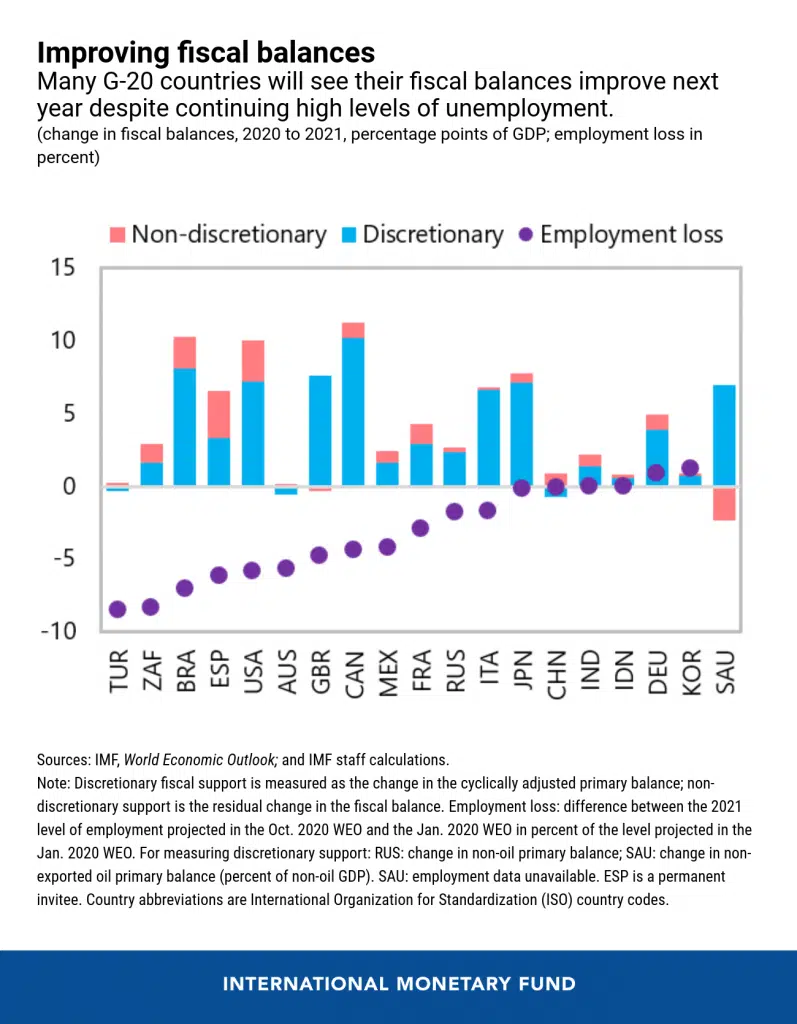 Improving fiscal balances
Many G-20 countries will see their fiscal balances improve next
year despite continuing high levels of unemployment.
(change in fiscal balances, 2020 to 2021, percentage points of GDP; employment loss in
percent)
Non-discretionary Discretionary Employment loss
15
10
5
0
-5
-10
TUR ZAF BRA ESP USA AUS GBR CAN MEX FRA RUS ITA JPN CHN IND IDN DEU KOR SAU
Sources: IMF, World Economic Outlook; and IMF staff calculations.
Note: Discretionary fiscal support is measured as the change in the cyclically adjusted primary balance; non-
discretionary support is the residual change in the fiscal balance. Employment loss: difference between the 2021
level of employment projected in the Oct. 2020 WEO and the Jan. 2020 WEO in percent of the level projected in the
Jan. 2020 WEO. For measuring discretionary support: RUS: change in non-oil primary balance; SAU: change in non-
exported oil primary balance (percent of non-oil GDP). SAU: employment data unavailable. ESP is a permanent
invitee. Country abbreviations are International Organization for Standardization (ISO) country codes.
INTERNATIONAL MONETARY FUND